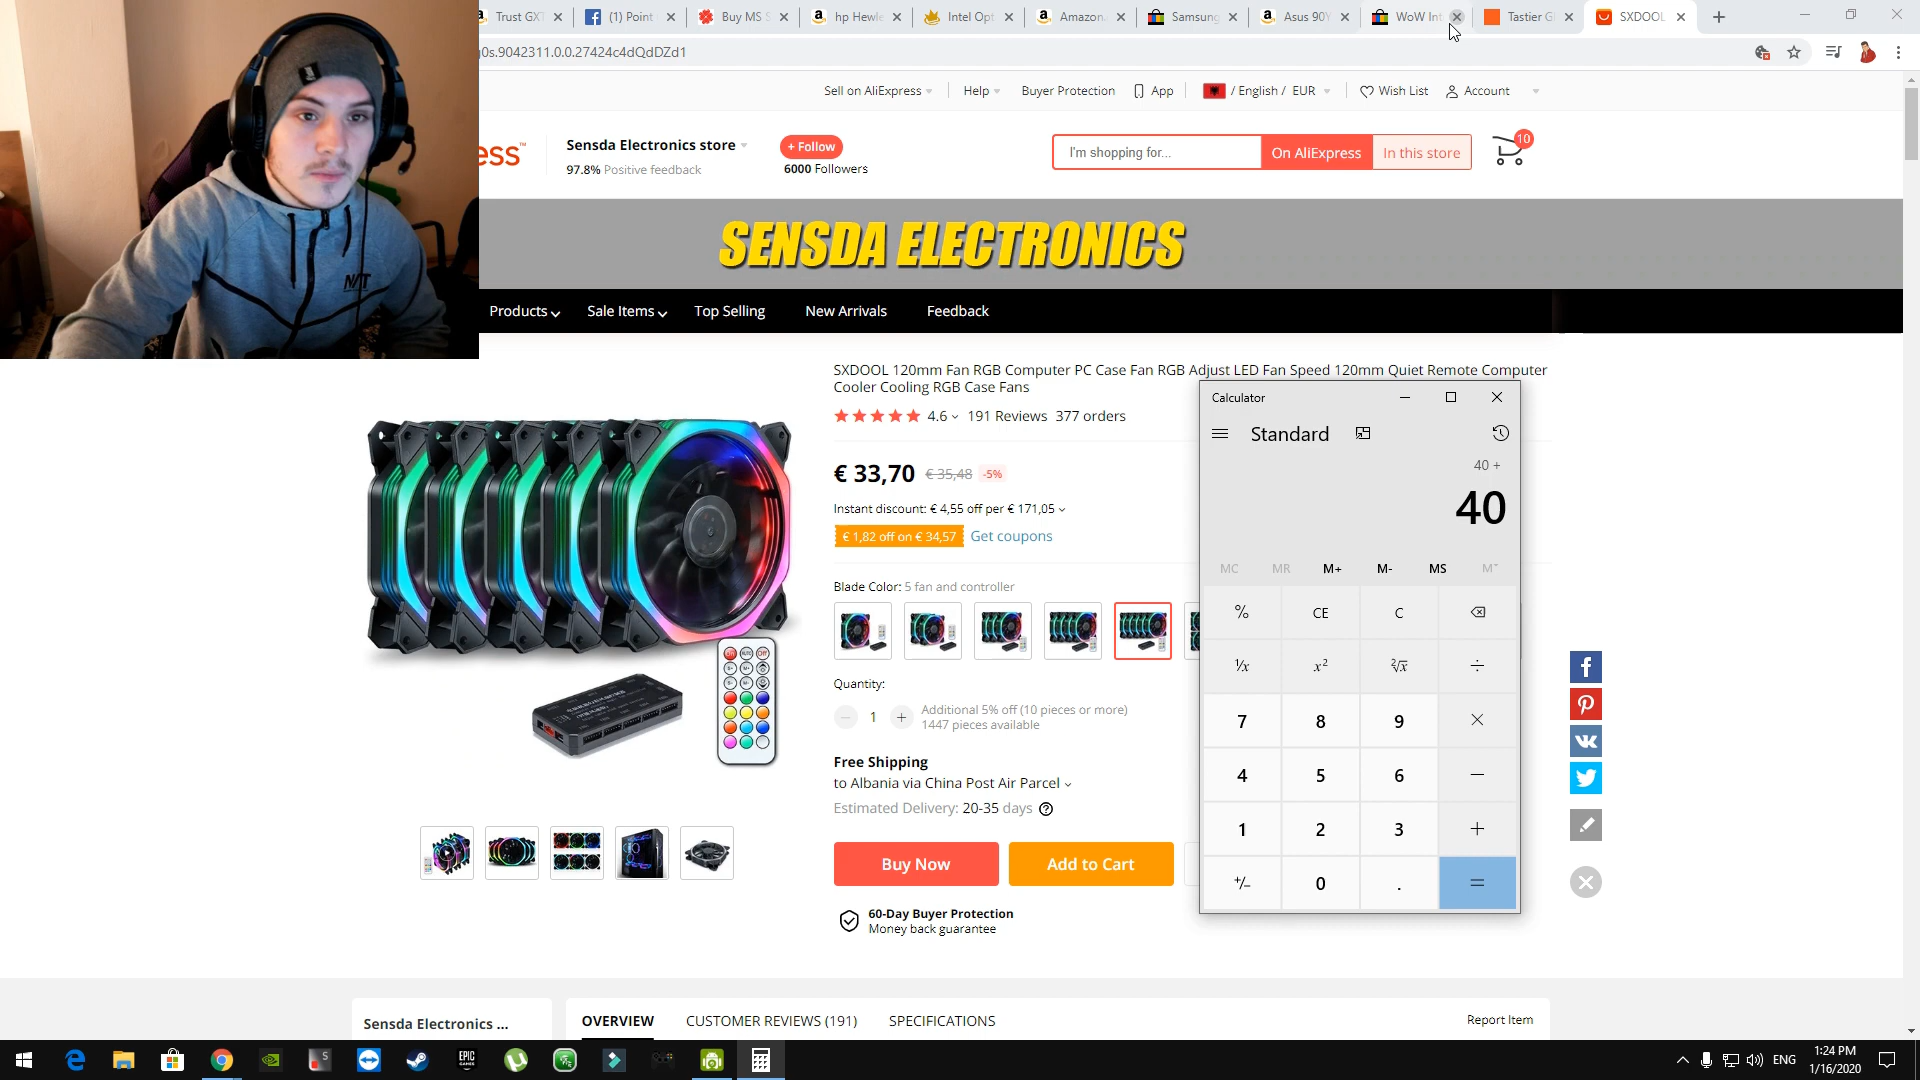 Trust GXT
(1) Point
Buy MS S
hp Hewle
Intel Opt
Amazon.
Samsung
Asus 90Y
WoW Int
Tastier G
SXDOOL
0s.9042311.0.0.27424c4dQdDZd1
Sell on AliExpress
Help
Buyer Protection
App
/ English / EUR
Wish List
Account
ess™
Sensda Electronics store
97.8% Positive feedback
+ Follow
6000 Followers
I'm shopping for...
On AliExpress
In this store
10
SENSDA ELECTRONICS
Products
Sale Items
Top Selling
New Arrivals
Feedback
SXDOOL 120mm Fan RGB Computer PC Case Fan RGB Adjust LED Fan Speed 120mm Quiet Remote Computer
Cooler Cooling RGB Case Fans
4.6
191 Reviews
377 orders
€ 33,70
€ 35,48
-5%
Instant discount: € 4,55 off per € 171,05
€ 1,82 off on € 34,57
Get coupons
Blade Color: 5 fan and controller
Quantity:
1
+
Additional 5% off (10 pieces or more)
1447 pieces available
Free Shipping
to Albania via China Post Air Parcel
Estimated Delivery: 20-35 days
Buy Now
Add to Cart
60-Day Buyer Protection
Money back guarantee
Calculator
Standard
40 +
40
MC MR M+ M- MS M˅
% CE C
⅟x x² ²√x ÷
7 8 9 ×
4 5 6 −
1 2 3 +
+/− 0 . =
Sensda Electronics ...
OVERVIEW
CUSTOMER REVIEWS (191)
SPECIFICATIONS
Report Item
EPIC
GAMES
ENG
1:24 PM
1/16/2020